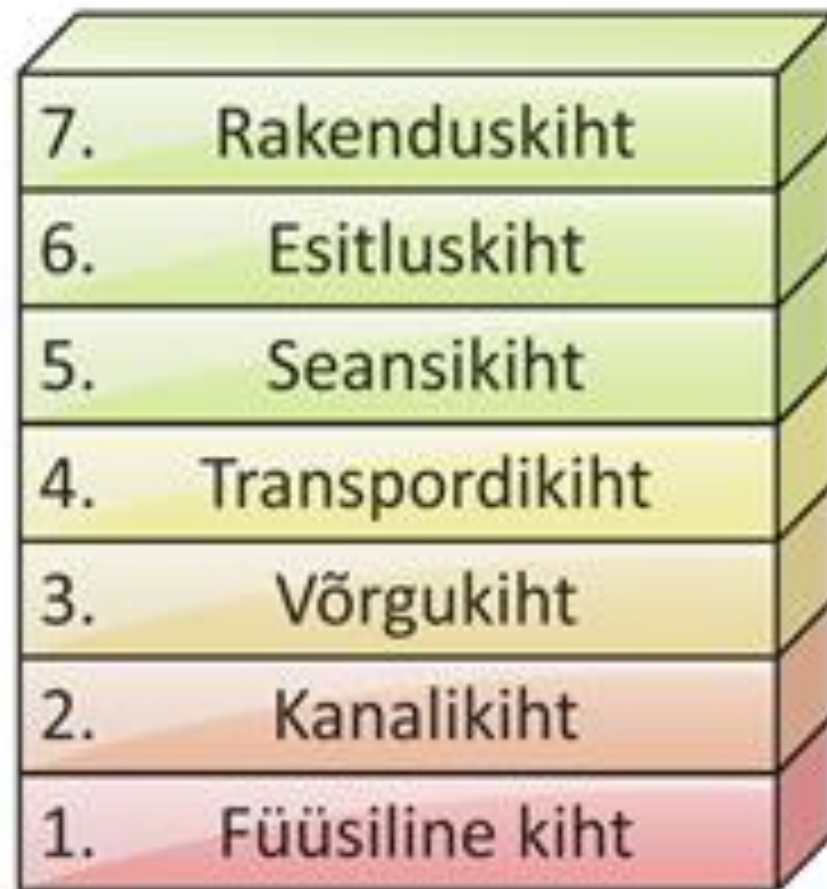 7. Rakenduskiht
6. Esitluskiht
5. Seansikiht
4. Transpordikiht
3. Võrgukiht
2. Kanalikiht
1. Füüsiline kiht